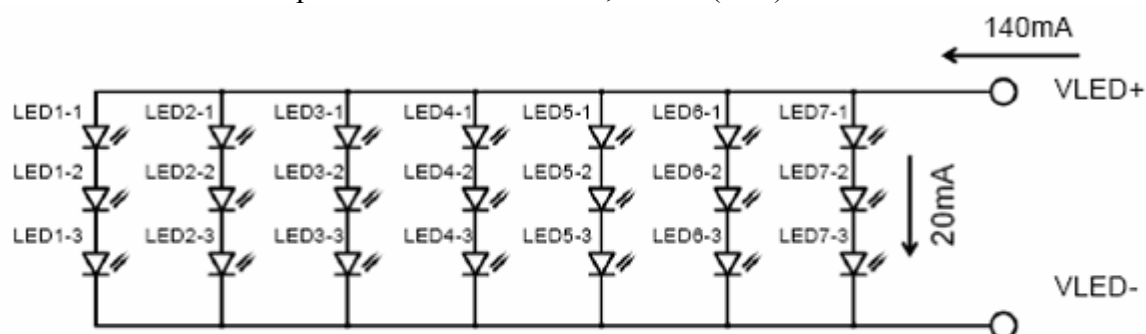 140mA
VLED+
LED1-1 LED2-1 LED3-1 LED4-1 LED5-1 LED6-1 LED7-1
LED1-2 LED2-2 LED3-2 LED4-2 LED5-2 LED6-2 LED7-2
20mA
LED1-3 LED2-3 LED3-3 LED4-3 LED5-3 LED6-3 LED7-3
VLED-